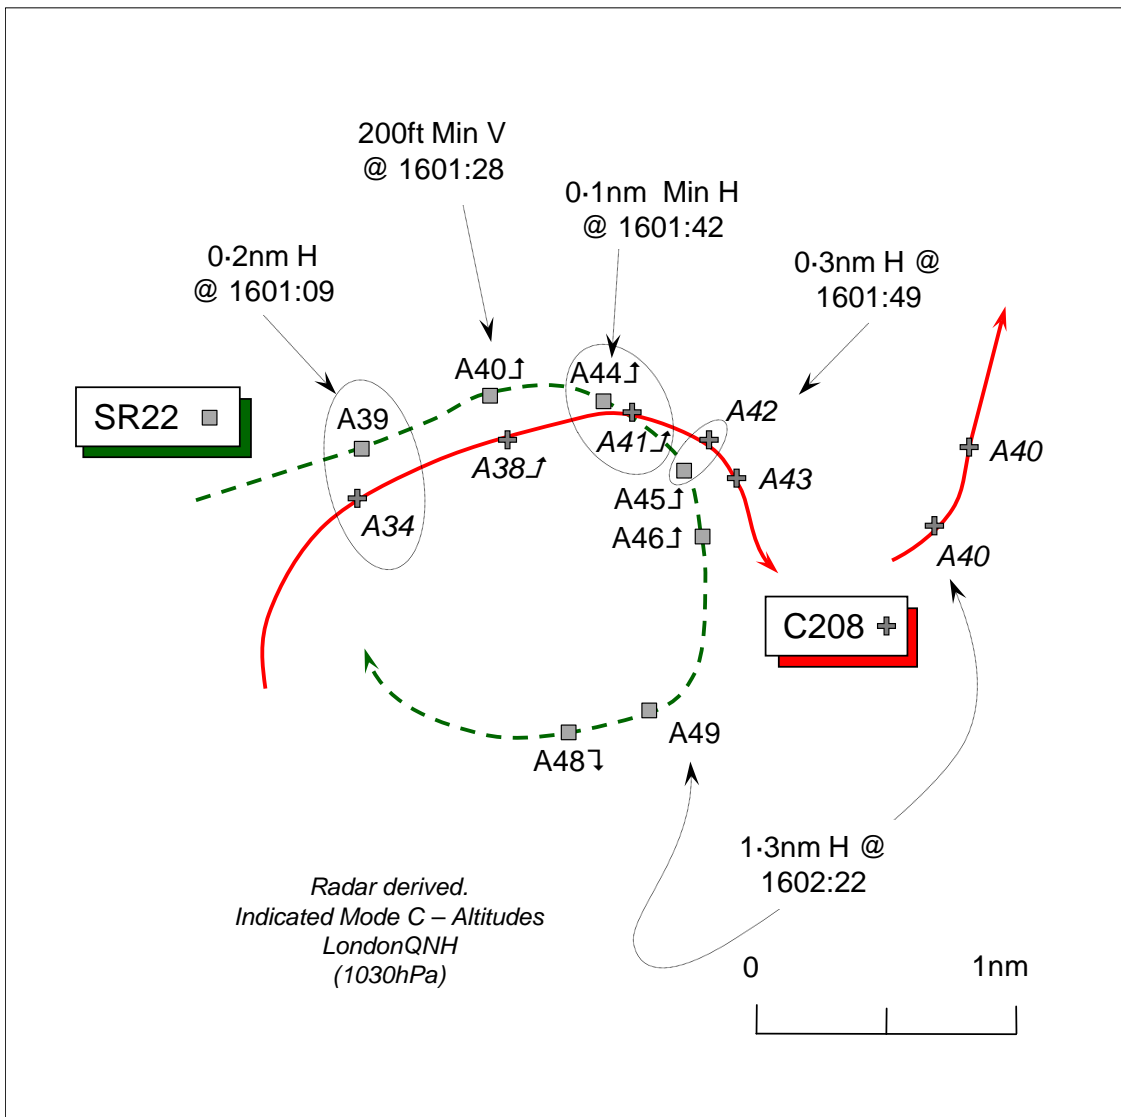 200ft Min V
@ 1601:28
0·1nm Min H
@ 1601:42
0·2nm H
@ 1601:09
0·3nm H @
1601:49
A40↑
A44↑
SR22
A39
A42
A38↑
A41↑
A40
A45↑
A43
A34
A46↑
A40
C208
A49
A48↓
1·3nm H @
1602:22
Radar derived.
Indicated Mode C – Altitudes
LondonQNH
(1030hPa)
0 1nm